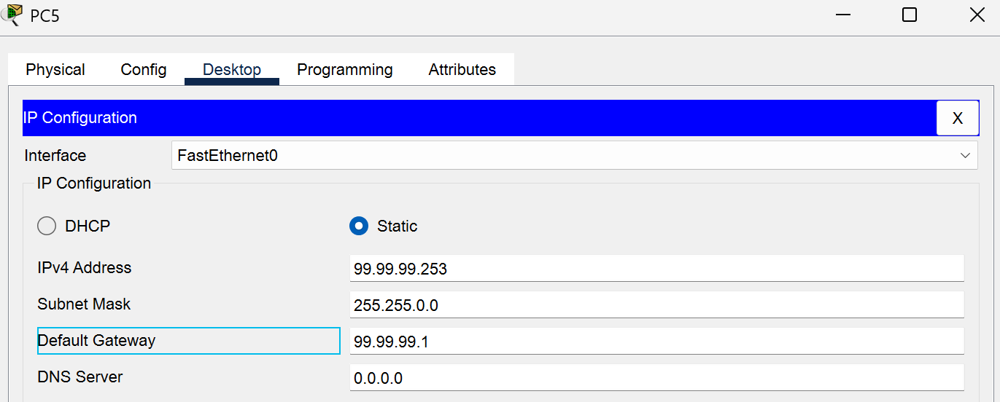 PC5
Physical Config Desktop Programming Attributes
IP Configuration X
Interface FastEthernet0
IP Configuration
DHCP Static
IPv4 Address 99.99.99.253
Subnet Mask 255.255.0.0
Default Gateway 99.99.99.1
DNS Server 0.0.0.0